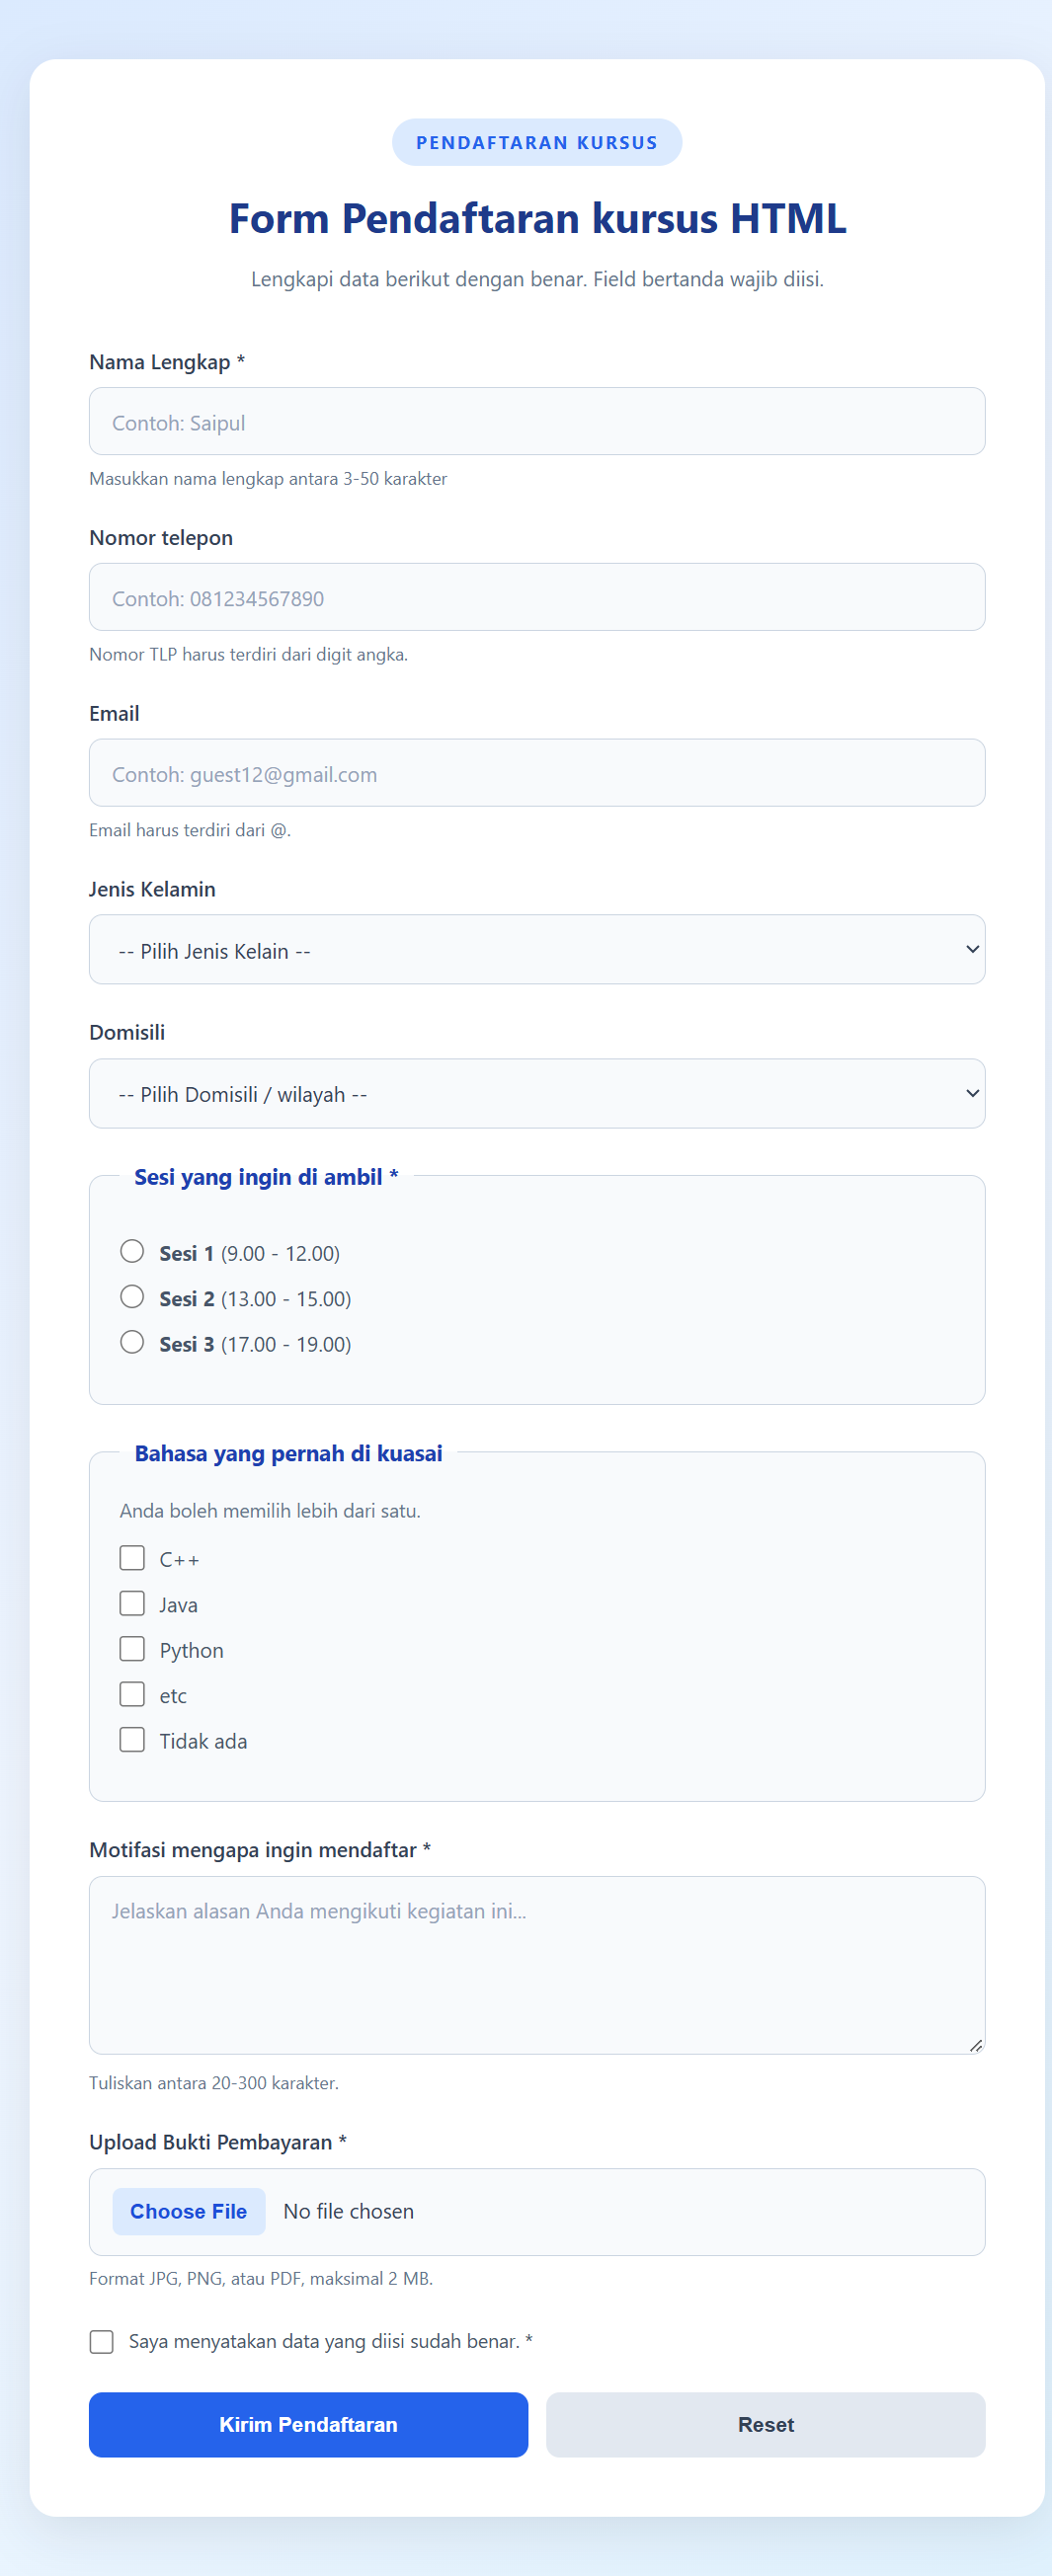 PENDAFTARAN KURSUS
Form Pendaftaran kursus HTML
Lengkapi data berikut dengan benar. Field bertanda wajib diisi.
Nama Lengkap *
Contoh: Saipul
Masukkan nama lengkap antara 3-50 karakter
Nomor telepon
Contoh: 081234567890
Nomor TLP harus terdiri dari digit angka.
Email
Contoh: guest12@gmail.com
Email harus terdiri dari @.
Jenis Kelamin
-- Pilih Jenis Kelain --
Domisili
-- Pilih Domisili / wilayah --
Sesi yang ingin di ambil *
Sesi 1 (9.00 - 12.00)
Sesi 2 (13.00 - 15.00)
Sesi 3 (17.00 - 19.00)
Bahasa yang pernah di kuasai
Anda boleh memilih lebih dari satu.
C++
Java
Python
etc
Tidak ada
Motifasi mengapa ingin mendaftar *
Jelaskan alasan Anda mengikuti kegiatan ini...
Tuliskan antara 20-300 karakter.
Upload Bukti Pembayaran *
Choose File No file chosen
Format JPG, PNG, atau PDF, maksimal 2 MB.
Saya menyatakan data yang diisi sudah benar. *
Kirim Pendaftaran Reset